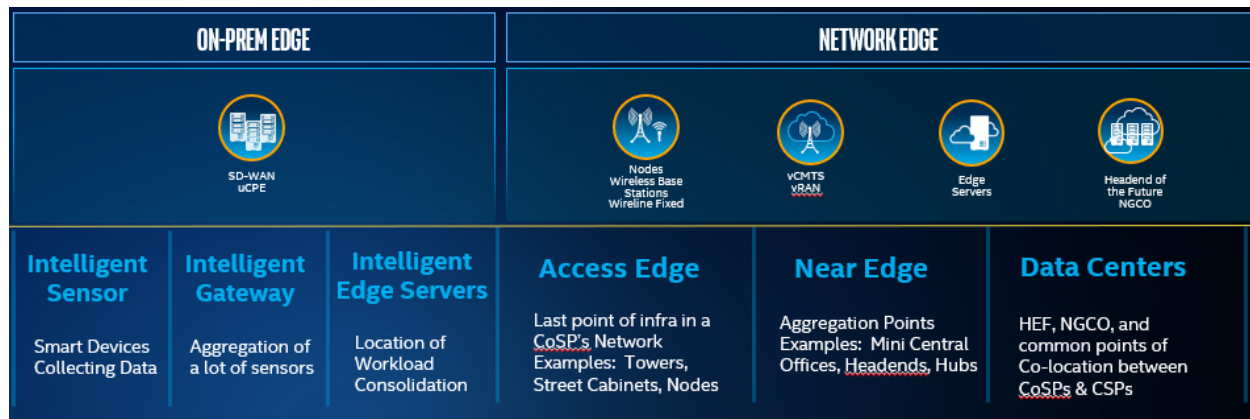 ON-PREM EDGE
NETWORK EDGE
SD-WAN
uCPE
Nodes
Wireless Base
Stations
Wireline Fixed
vCMTS
vRAN
Edge
Servers
Headend of
the Future
NGCO
Intelligent
Sensor
Smart Devices
Collecting Data
Intelligent
Gateway
Aggregation of
a lot of sensors
Intelligent
Edge Servers
Location of
Workload
Consolidation
Access Edge
Last point of infra in a
CoSP's Network
Examples: Towers,
Street Cabinets, Nodes
Near Edge
Aggregation Points
Examples: Mini Central
Offices, Headends, Hubs
Data Centers
HEF, NGCO, and
common points of
Co-location between
CoSPs & CSPs